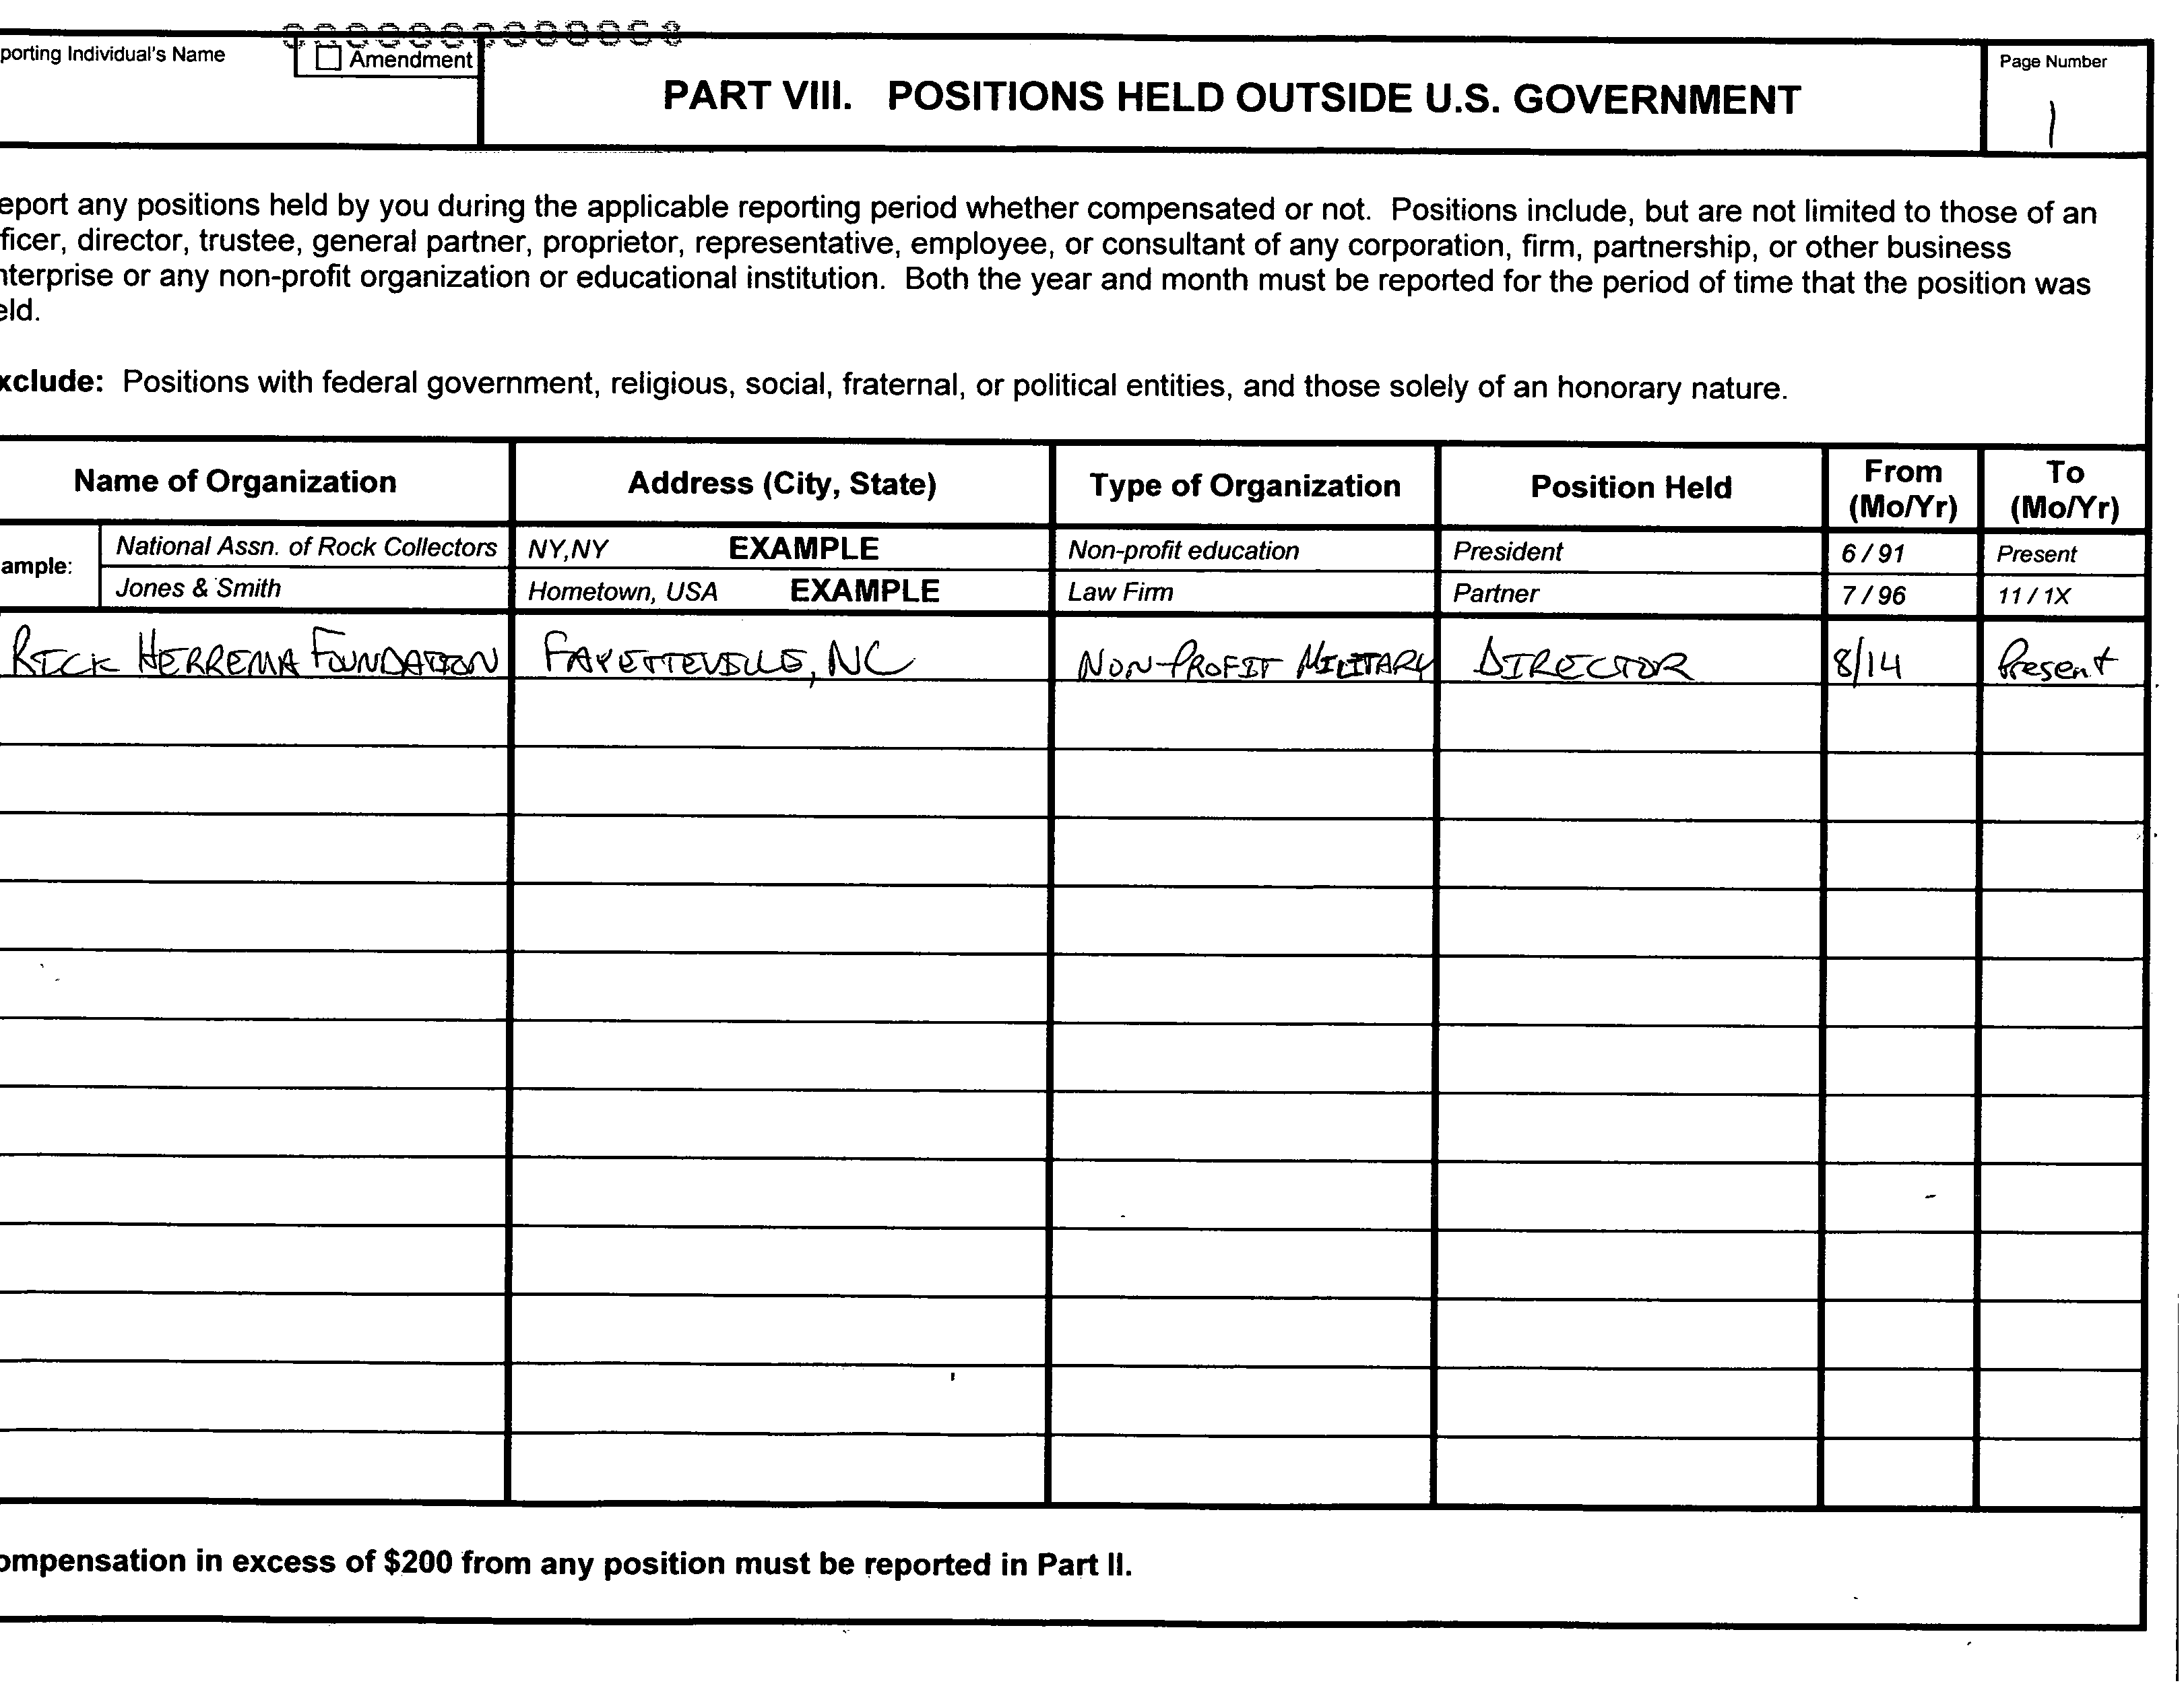 porting Individual's Name
Amendment
PART VIII. POSITIONS HELD OUTSIDE U.S. GOVERNMENT
Page Number
1
eport any positions held by you during the applicable reporting period whether compensated or not. Positions include, but are not limited to those of an
ficer, director, trustee, general partner, proprietor, representative, employee, or consultant of any corporation, firm, partnership, or other business
nterprise or any non-profit organization or educational institution. Both the year and month must be reported for the period of time that the position was
eld.
xclude: Positions with federal government, religious, social, fraternal, or political entities, and those solely of an honorary nature.
Name of Organization Address (City, State) Type of Organization Position Held From (Mo/Yr) To (Mo/Yr)
ample:
National Assn. of Rock Collectors NY,NY EXAMPLE Non-profit education President 6 / 91 Present
Jones & Smith Hometown, USA EXAMPLE Law Firm Partner 7 / 96 11 / 1X
RICK HERREMA FOUNDATION FAYETTEVILLE, NC NON-PROFIT MILITARY DIRECTOR 8/14 Present
ompensation in excess of $200 from any position must be reported in Part II.